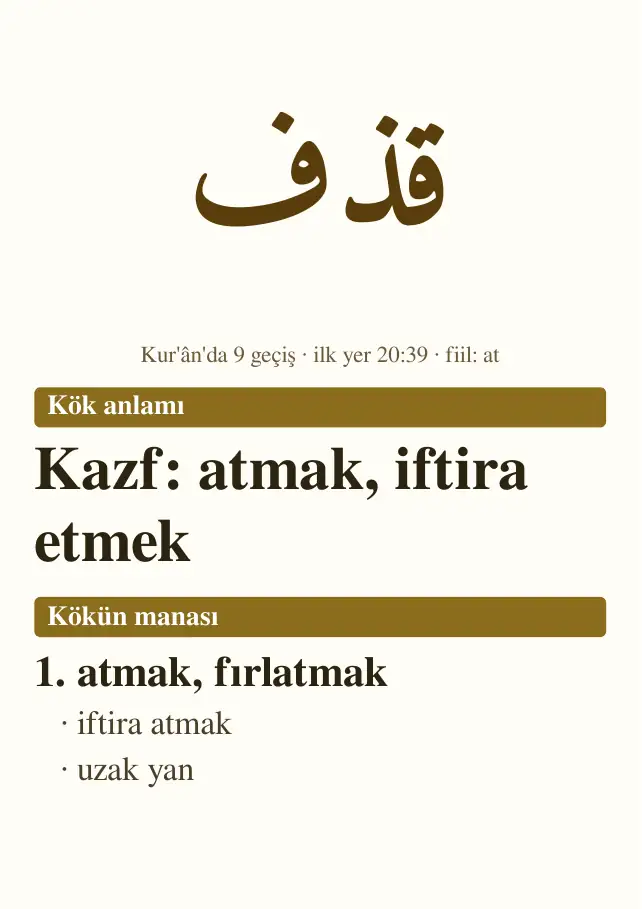 قذف
Kur'ân'da 9 geçiş · ilk yer 20:39 · fiil: at
Kök anlamı
Kazf: atmak, iftira
etmek
Kökün manası
1. atmak, fırlatmak
· iftira atmak
· uzak yan